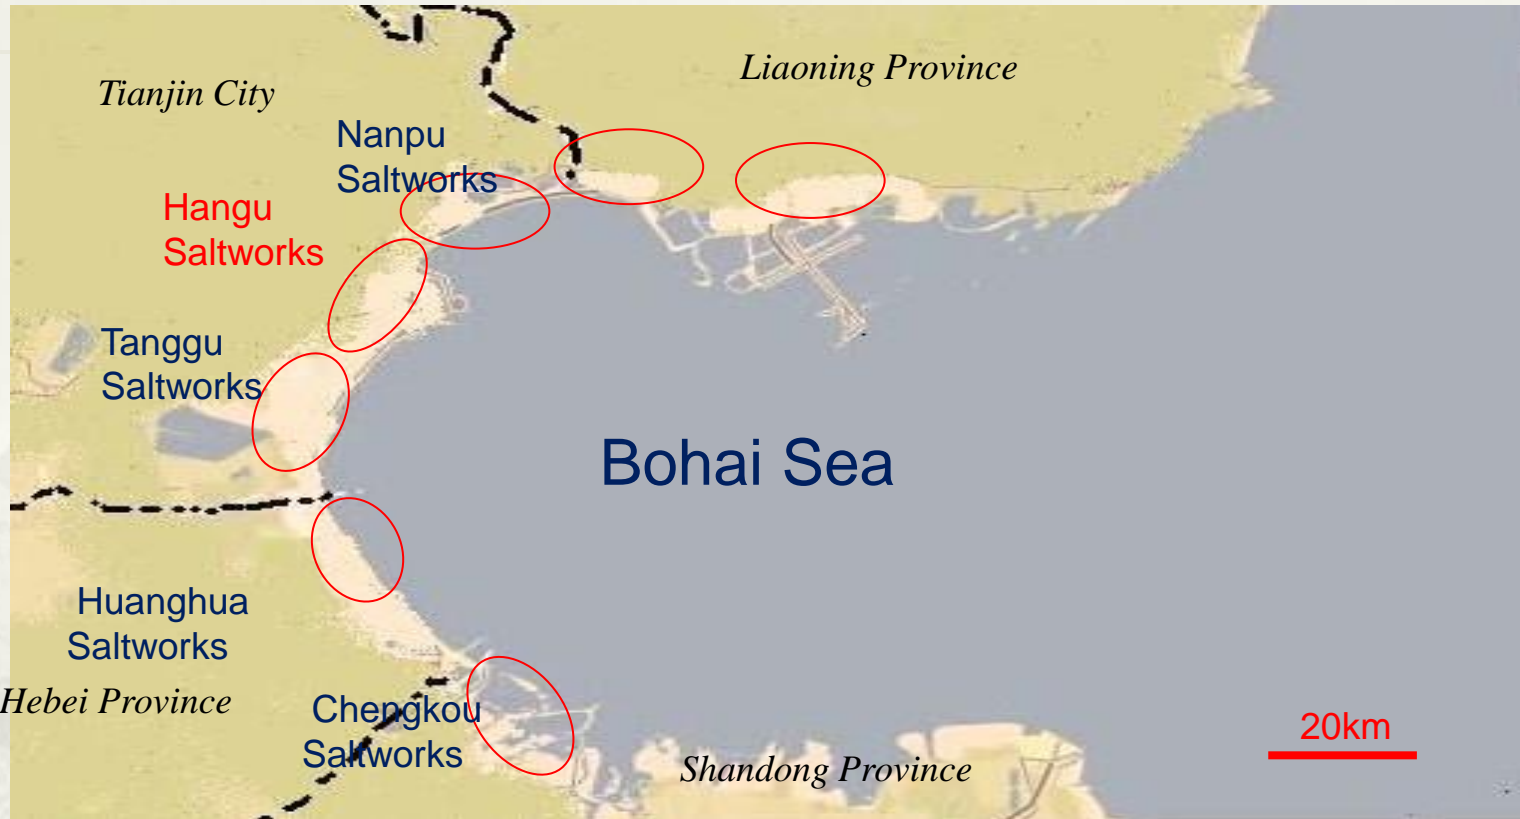 Liaoning Province
Tianjin City
Nanpu
Saltworks
Hangu
Saltworks
Tanggu
Saltworks
Bohai Sea
Huanghua
Saltworks
Hebei Province
Chengkou
Saltworks
20km
Shandong Province